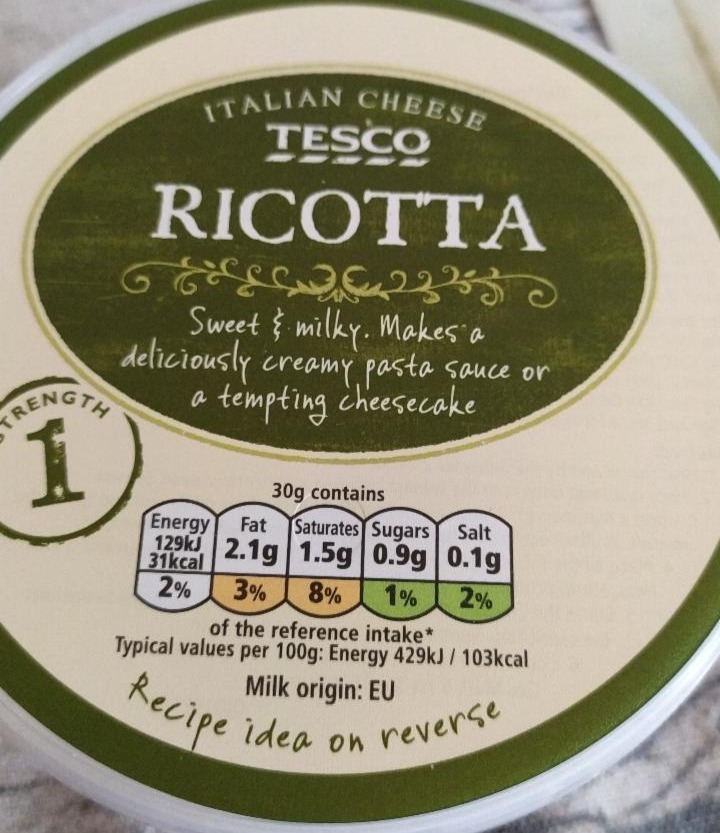 ITALIAN CHEESE
TESCO
RICOTTA
Sweet & milky. Makes a
deliciously creamy pasta sauce or
a tempting cheesecake
STRENGTH
1
30g contains
Energy 129kJ 31kcal 2%
Fat 2.1g 3%
Saturates 1.5g 8%
Sugars 0.9g 1%
Salt 0.1g 2%
of the reference intake*
Typical values per 100g: Energy 429kJ / 103kcal
Milk origin: EU
Recipe idea on reverse